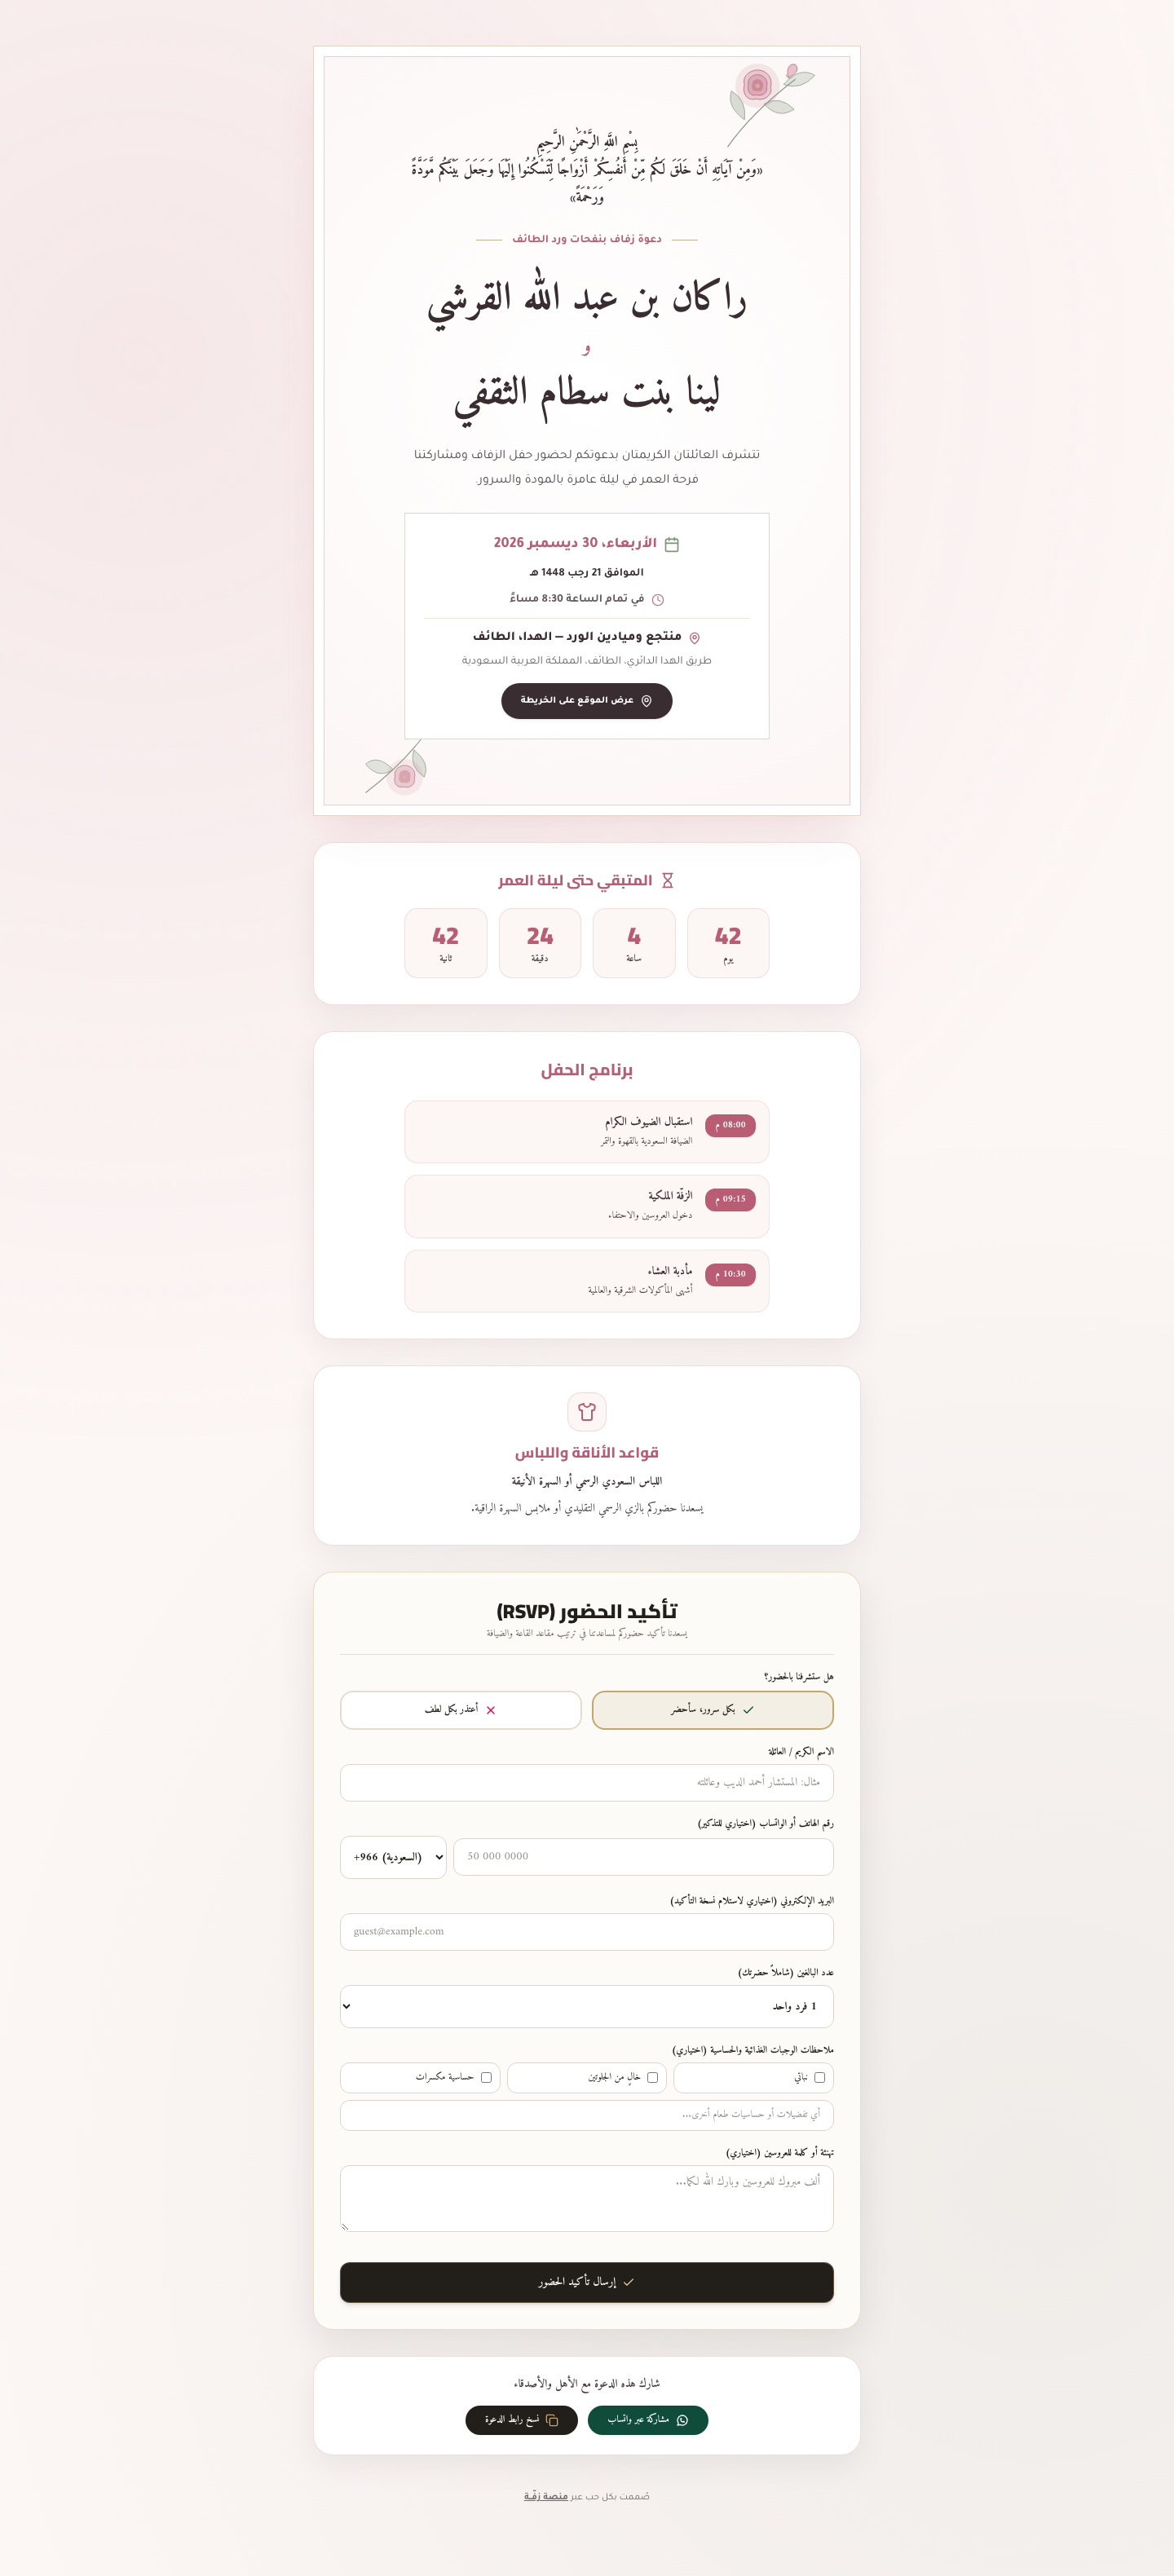 بِسْمِ اللَّهِ الرَّحْمَٰنِ الرَّحِيمِ
«وَمِنْ آيَاتِهِ أَنْ خَلَقَ لَكُم مِّنْ أَنفُسِكُمْ أَزْوَاجًا لِّتَسْكُنُوا إِلَيْهَا وَجَعَلَ بَيْنَكُم مَّوَدَّةً
وَرَحْمَةً»
دعوة زفاف بنفحات ورد الطائف
راكان بن عبد الله القرشي
و
لينا بنت سطام الثقفي
تتشرف العائلتان الكريمتان بدعوتكم لحضور حفل الزفاف ومشاركتنا
فرحة العمر في ليلة عامرة بالمودة والسرور.
الأربعاء، 30 ديسمبر 2026
الموافق 21 رجب 1448 هـ
في تمام الساعة 8:30 مساءً
منتجع وميادين الورد – الهدا، الطائف
طريق الهدا الدائري، الطائف، المملكة العربية السعودية
عرض الموقع على الخريطة
المتبقي حتى ليلة العمر
42 4 24 42
يوم ساعة دقيقة ثانية
برنامج الحفل
08:00 م استقبال الضيوف الكرام
الضيافة السعودية بالقهوة والتمر
09:15 م الزفّة الملكية
دخول العروسين والاحتفاء
10:30 م مأدبة العشاء
أشهى المأكولات الشرقية والعالمية
قواعد الأناقة واللباس
اللباس السعودي الرسمي أو السهرة الأنيقة
يسعدنا حضوركم بالزي الرسمي التقليدي أو ملابس السهرة الراقية.
تأكيد الحضور (RSVP)
يسعدنا تأكيد حضوركم لمساعدتنا في ترتيب مقاعد القاعة والضيافة
هل ستشرفنا بالحضور؟
بكل سرور، سأحضر أعتذر بكل لطف
الاسم الكريم / العائلة
مثال: المستشار أحمد الديب وعائلته
رقم الهاتف أو الواتساب (اختياري للتذكير)
50 000 0000 (السعودية) 966+
البريد الإلكتروني (اختياري لاستلام نسخة التأكيد)
guest@example.com
عدد البالغين (شاملاً حضرتك)
1 فرد واحد
ملاحظات الوجبات الغذائية والحساسية (اختياري)
نباتي خالٍ من الجلوتين حساسية مكسرات
أي تفضيلات أو حساسيات طعام أخرى...
تهنئة أو كلمة للعروسين (اختياري)
ألف مبروك للعروسين وبارك الله لكما...
إرسال تأكيد الحضور
شارك هذه الدعوة مع الأهل والأصدقاء
مشاركة عبر واتساب نسخ رابط الدعوة
صُممت بكل حب عبر منصة زفّـة